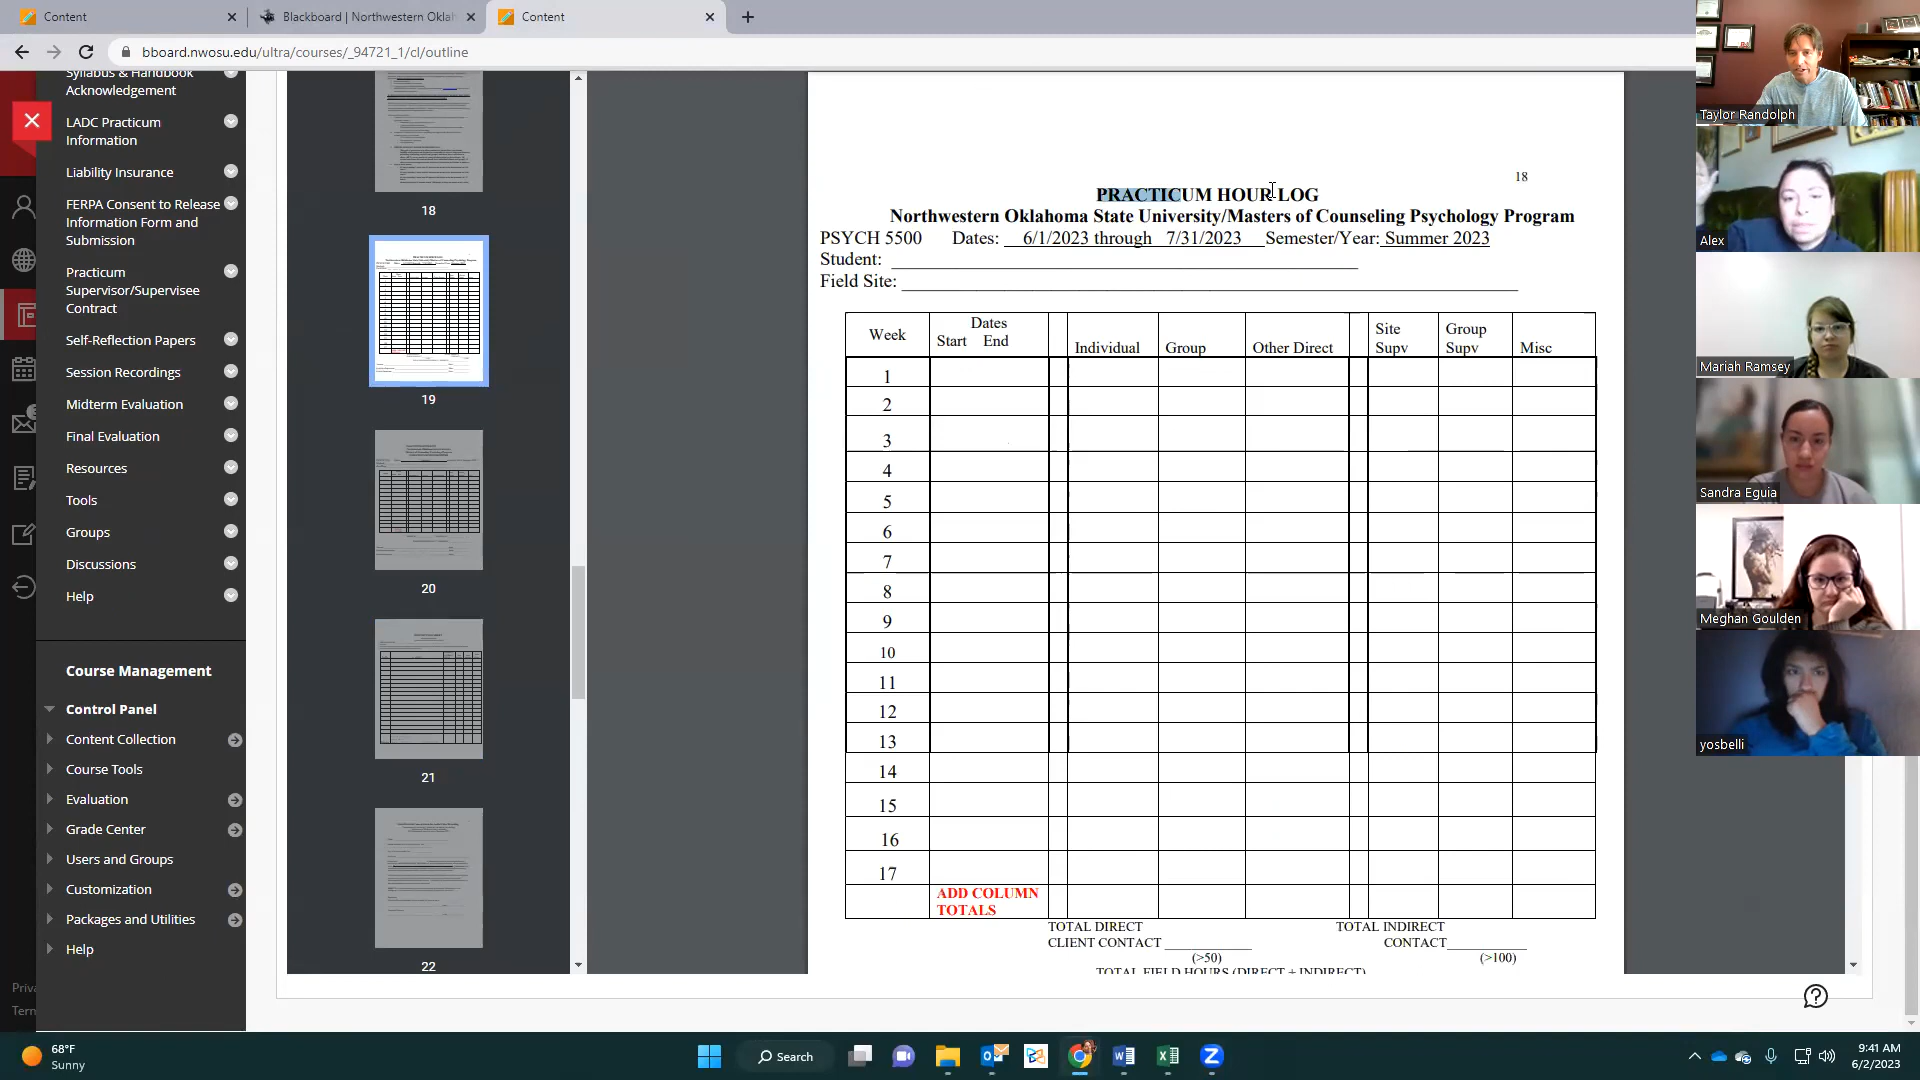 Content
Blackboard | Northwestern Oklah
Content
bboard.nwosu.edu/ultra/courses/_94721_1/cl/outline
Syllabus & Handbook
Acknowledgement
LADC Practicum
Information
Liability Insurance
FERPA Consent to Release
Information Form and
Submission
Practicum
Supervisor/Supervisee
Contract
Self-Reflection Papers
Session Recordings
Midterm Evaluation
Final Evaluation
Resources
Tools
Groups
Discussions
Help
Course Management
Control Panel
Content Collection
Course Tools
Evaluation
Grade Center
Users and Groups
Customization
Packages and Utilities
Help
Priva
Term
18
19
20
21
22
18
PRACTICUM HOUR LOG
Northwestern Oklahoma State University/Masters of Counseling Psychology Program
PSYCH 5500 Dates: 6/1/2023 through 7/31/2023 Semester/Year: Summer 2023
Student:
Field Site:
Week Dates Start End Individual Group Other Direct Site Supv Group Supv Misc
1
2
3
4
5
6
7
8
9
10
11
12
13
14
15
16
17
ADD COLUMN
TOTALS
TOTAL DIRECT
CLIENT CONTACT
(>50)
TOTAL INDIRECT
CONTACT
(>100)
TOTAL FIELD HOURS (DIRECT + INDIRECT)
Taylor Randolph
Alex
Mariah Ramsey
Sandra Eguia
Meghan Goulden
yosbelli
68°F
Sunny
Search
9:41 AM
6/2/2023